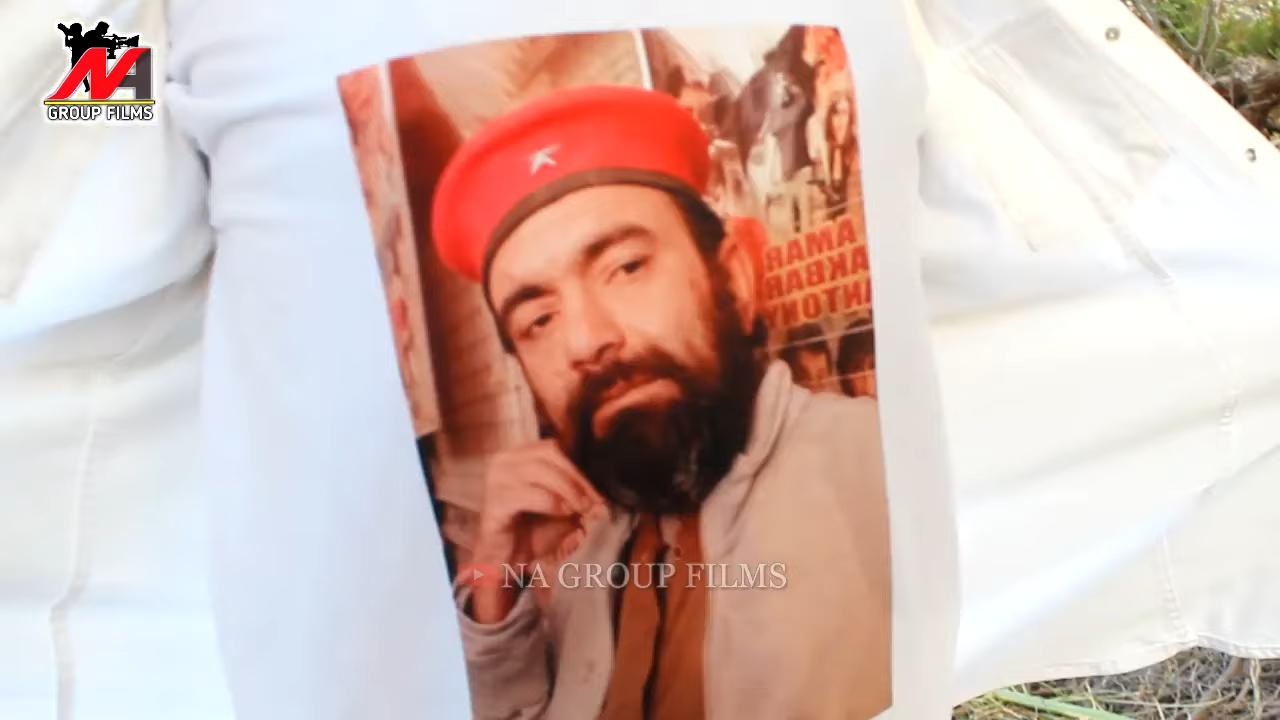 NA
GROUP FILMS
AMAR
AKBAR
ANTONY
NA GROUP FILMS